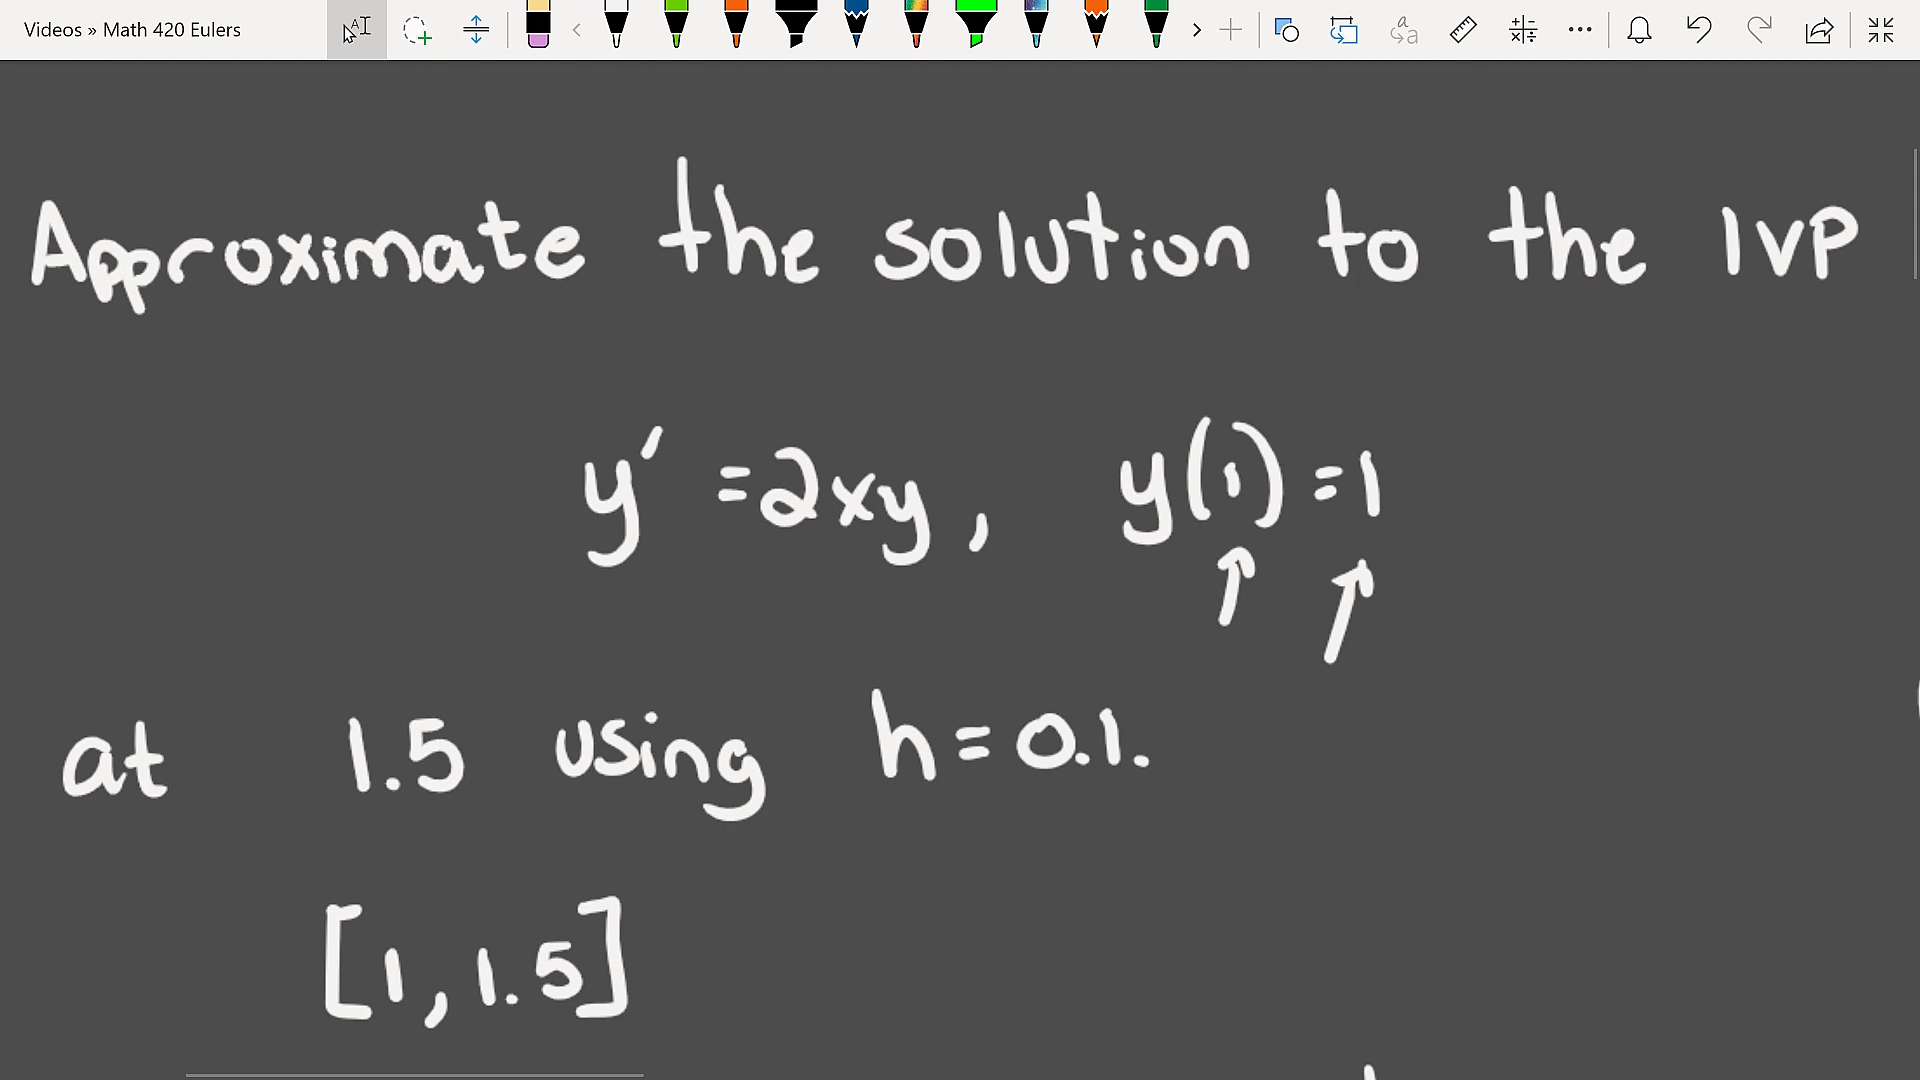 Videos » Math 420 Eulers
Approximate the solution to the IVP
y' = 2xy, y(1) = 1
at 1.5 using h = 0.1.
[1, 1.5]